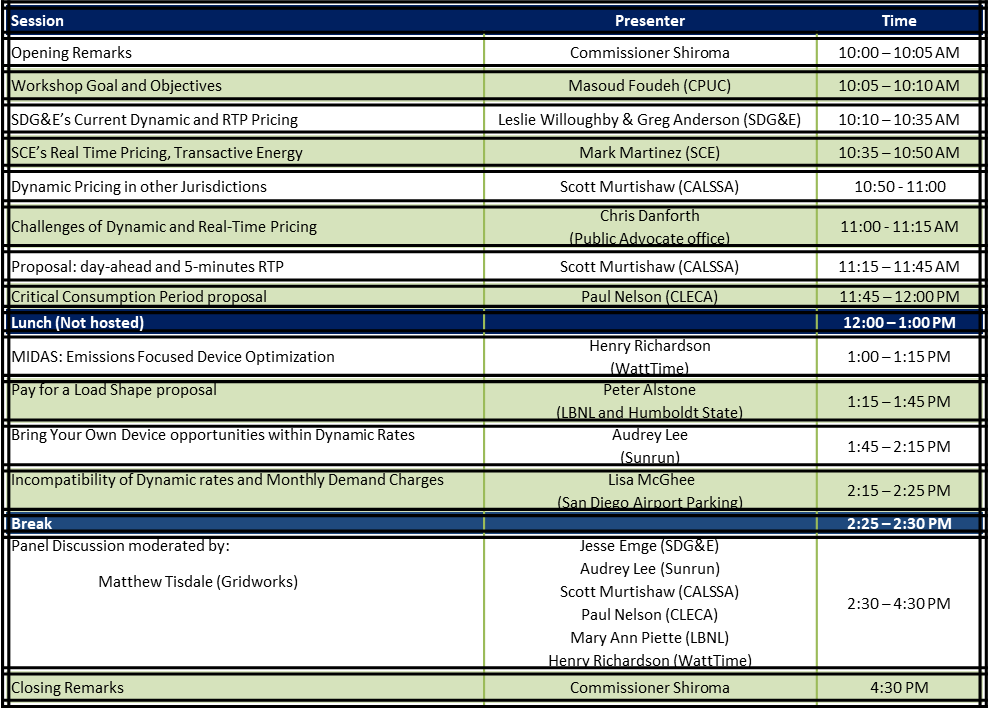 Session Presenter Time
Opening Remarks Commissioner Shiroma 10:00 – 10:05 AM
Workshop Goal and Objectives Masoud Foudeh (CPUC) 10:05 – 10:10 AM
SDG&E’s Current Dynamic and RTP Pricing Leslie Willoughby & Greg Anderson (SDG&E) 10:10 – 10:35 AM
SCE’s Real Time Pricing, Transactive Energy Mark Martinez (SCE) 10:35 – 10:50 AM
Dynamic Pricing in other Jurisdictions Scott Murtishaw (CALSSA) 10:50 - 11:00
Challenges of Dynamic and Real-Time Pricing Chris Danforth 11:00 - 11:15 AM
(Public Advocate office)
Proposal: day-ahead and 5-minutes RTP Scott Murtishaw (CALSSA) 11:15 – 11:45 AM
Critical Consumption Period proposal Paul Nelson (CLECA) 11:45 – 12:00 PM
Lunch (Not hosted) 12:00 – 1:00 PM
MIDAS: Emissions Focused Device Optimization Henry Richardson 1:00 – 1:15 PM
(WattTime)
Pay for a Load Shape proposal Peter Alstone 1:15 – 1:45 PM
(LBNL and Humboldt State)
Bring Your Own Device opportunities within Dynamic Rates Audrey Lee 1:45 – 2:15 PM
(Sunrun)
Incompatibility of Dynamic rates and Monthly Demand Charges Lisa McGhee 2:15 – 2:25 PM
(San Diego Airport Parking)
Break 2:25 – 2:30 PM
Panel Discussion moderated by: Jesse Emge (SDG&E)
Audrey Lee (Sunrun)
Matthew Tisdale (Gridworks) Scott Murtishaw (CALSSA) 2:30 – 4:30 PM
Paul Nelson (CLECA)
Mary Ann Piette (LBNL)
Henry Richardson (WattTime)
Closing Remarks Commissioner Shiroma 4:30 PM